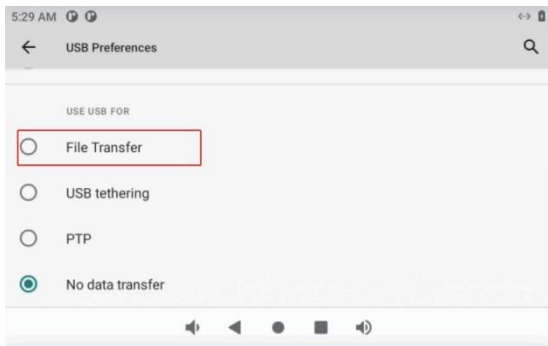 5:29 AM
USB Preferences
USE USB FOR
File Transfer
USB tethering
PTP
No data transfer